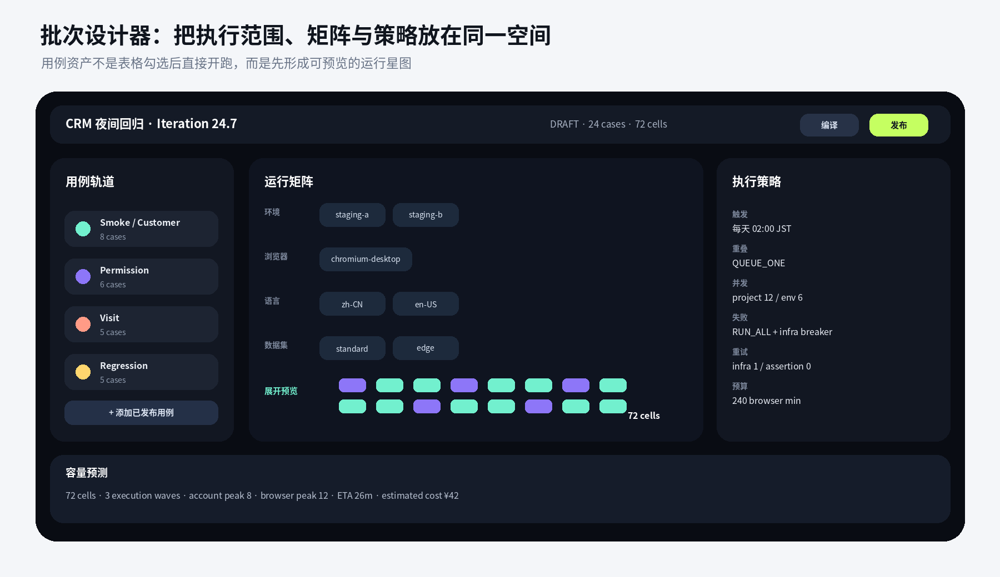 批次设计器：把执行范围、矩阵与策略放在同一空间
用例资产不是表格勾选后直接开跑，而是先形成可预览的运行星图
CRM 夜间回归 · Iteration 24.7
DRAFT · 24 cases · 72 cells
编译
发布
用例轨道
Smoke / Customer
8 cases
Permission
6 cases
Visit
5 cases
Regression
5 cases
+ 添加已发布用例
运行矩阵
环境
staging-a
staging-b
浏览器
chromium-desktop
语言
zh-CN
en-US
数据集
standard
edge
展开预览
72 cells
执行策略
触发
每天 02:00 JST
重叠
QUEUE_ONE
并发
project 12 / env 6
失败
RUN_ALL + infra breaker
重试
infra 1 / assertion 0
预算
240 browser min
容量预测
72 cells · 3 execution waves · account peak 8 · browser peak 12 · ETA 26m · estimated cost ¥42